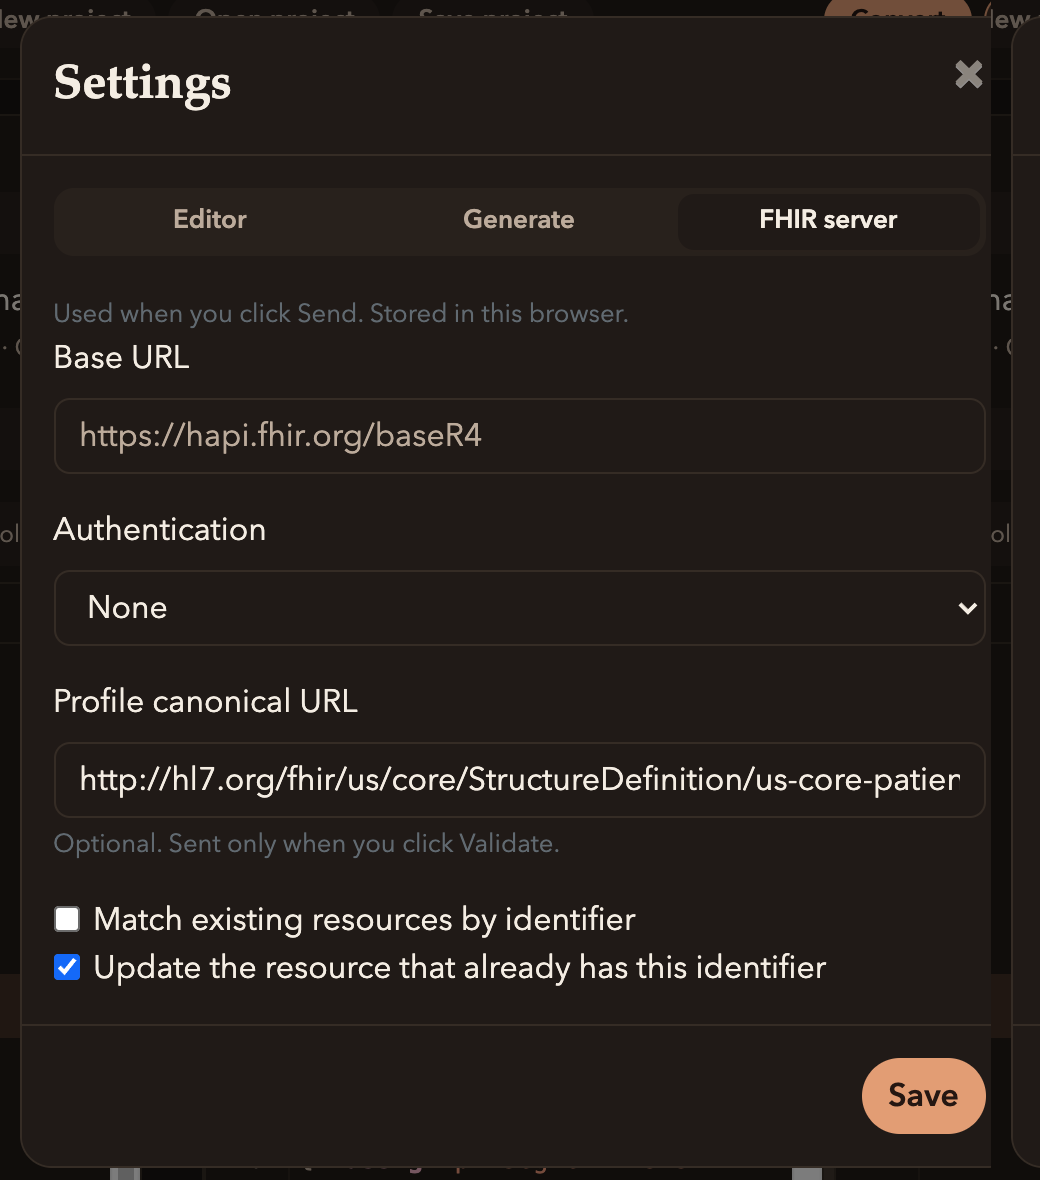 Settings
Editor
Generate
FHIR server
Used when you click Send. Stored in this browser.
Base URL
https://hapi.fhir.org/baseR4
Authentication
None
Profile canonical URL
http://hl7.org/fhir/us/core/StructureDefinition/us-core-patien
Optional. Sent only when you click Validate.
Match existing resources by identifier
Update the resource that already has this identifier
Save